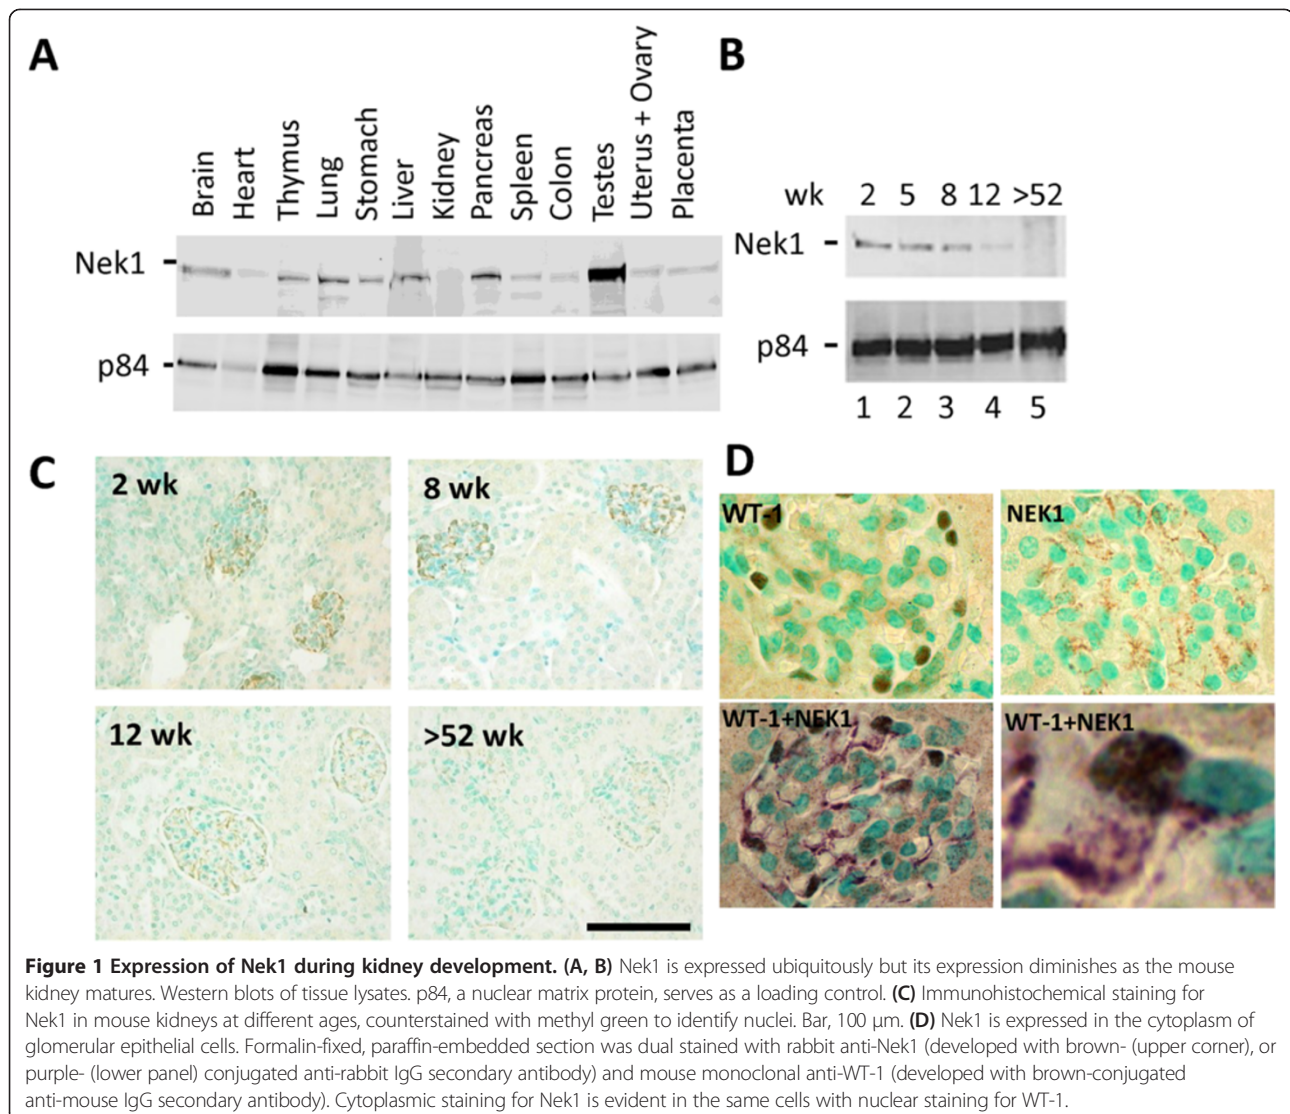 A
B
Brain
Heart
Thymus
Lung
Stomach
Liver
Kidney
Pancreas
Spleen
Colon
Testes
Uterus + Ovary
Placenta
Nek1
p84
wk 2 5 8 12 >52
Nek1
p84
1 2 3 4 5
C
2 wk
8 wk
12 wk
>52 wk
D
WT-1
NEK1
WT-1+NEK1
WT-1+NEK1
Figure 1 Expression of Nek1 during kidney development. (A, B) Nek1 is expressed ubiquitously but its expression diminishes as the mouse
kidney matures. Western blots of tissue lysates. p84, a nuclear matrix protein, serves as a loading control. (C) Immunohistochemical staining for
Nek1 in mouse kidneys at different ages, counterstained with methyl green to identify nuclei. Bar, 100 μm. (D) Nek1 is expressed in the cytoplasm of
glomerular epithelial cells. Formalin-fixed, paraffin-embedded section was dual stained with rabbit anti-Nek1 (developed with brown- (upper corner), or
purple- (lower panel) conjugated anti-rabbit IgG secondary antibody) and mouse monoclonal anti-WT-1 (developed with brown-conjugated
anti-mouse IgG secondary antibody). Cytoplasmic staining for Nek1 is evident in the same cells with nuclear staining for WT-1.